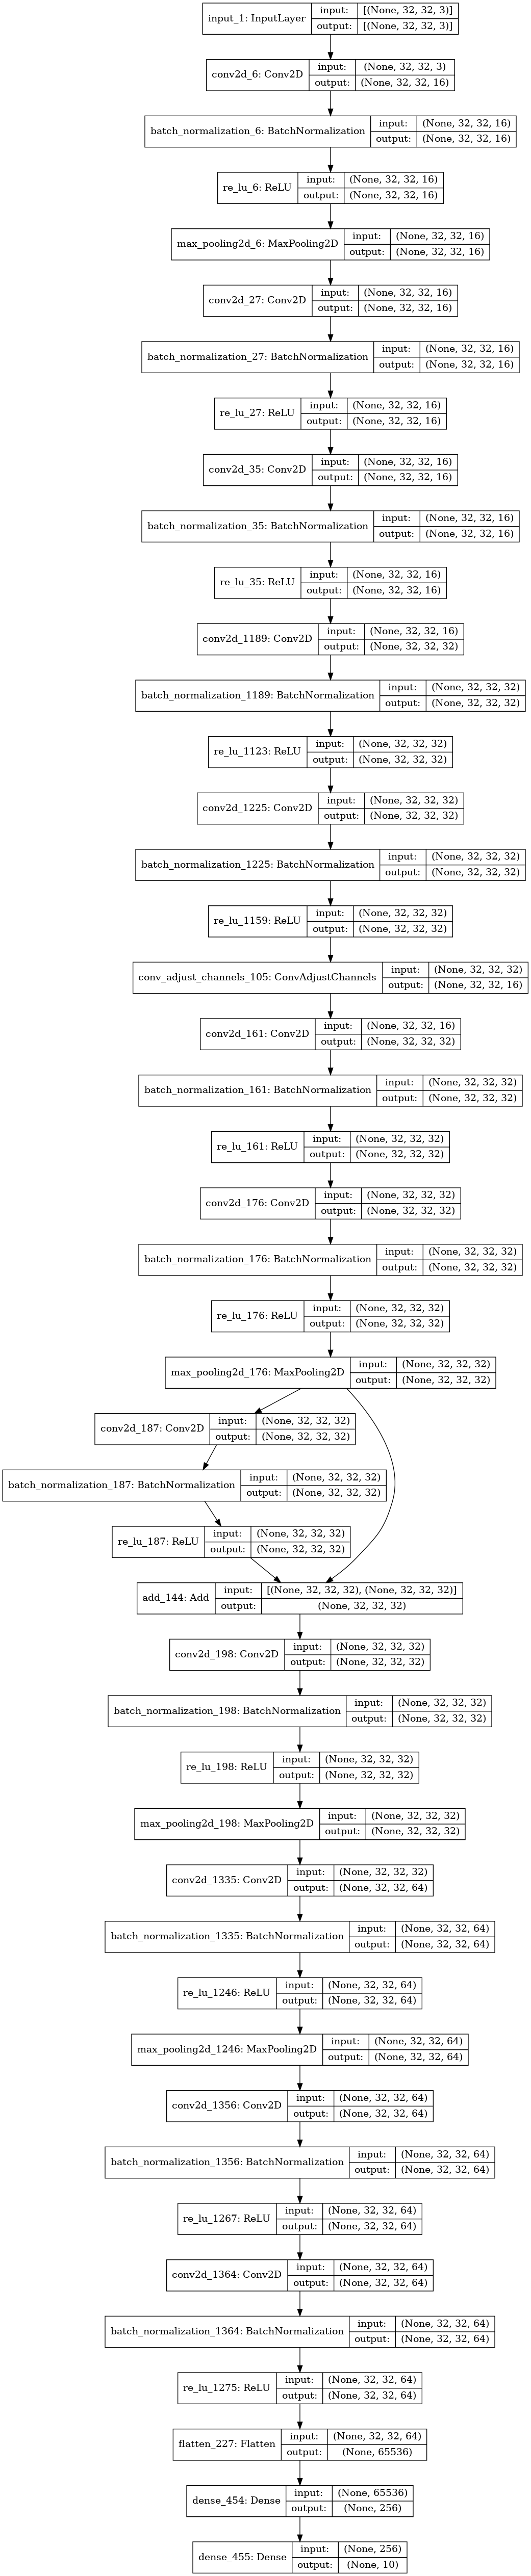 input_1: InputLayer
input: [(None, 32, 32, 3)]
output: [(None, 32, 32, 3)]
conv2d_6: Conv2D
input: (None, 32, 32, 3)
output: (None, 32, 32, 16)
batch_normalization_6: BatchNormalization
input: (None, 32, 32, 16)
output: (None, 32, 32, 16)
re_lu_6: ReLU
input: (None, 32, 32, 16)
output: (None, 32, 32, 16)
max_pooling2d_6: MaxPooling2D
input: (None, 32, 32, 16)
output: (None, 32, 32, 16)
conv2d_27: Conv2D
input: (None, 32, 32, 16)
output: (None, 32, 32, 16)
batch_normalization_27: BatchNormalization
input: (None, 32, 32, 16)
output: (None, 32, 32, 16)
re_lu_27: ReLU
input: (None, 32, 32, 16)
output: (None, 32, 32, 16)
conv2d_35: Conv2D
input: (None, 32, 32, 16)
output: (None, 32, 32, 16)
batch_normalization_35: BatchNormalization
input: (None, 32, 32, 16)
output: (None, 32, 32, 16)
re_lu_35: ReLU
input: (None, 32, 32, 16)
output: (None, 32, 32, 16)
conv2d_1189: Conv2D
input: (None, 32, 32, 16)
output: (None, 32, 32, 32)
batch_normalization_1189: BatchNormalization
input: (None, 32, 32, 32)
output: (None, 32, 32, 32)
re_lu_1123: ReLU
input: (None, 32, 32, 32)
output: (None, 32, 32, 32)
conv2d_1225: Conv2D
input: (None, 32, 32, 32)
output: (None, 32, 32, 32)
batch_normalization_1225: BatchNormalization
input: (None, 32, 32, 32)
output: (None, 32, 32, 32)
re_lu_1159: ReLU
input: (None, 32, 32, 32)
output: (None, 32, 32, 32)
conv_adjust_channels_105: ConvAdjustChannels
input: (None, 32, 32, 32)
output: (None, 32, 32, 16)
conv2d_161: Conv2D
input: (None, 32, 32, 16)
output: (None, 32, 32, 32)
batch_normalization_161: BatchNormalization
input: (None, 32, 32, 32)
output: (None, 32, 32, 32)
re_lu_161: ReLU
input: (None, 32, 32, 32)
output: (None, 32, 32, 32)
conv2d_176: Conv2D
input: (None, 32, 32, 32)
output: (None, 32, 32, 32)
batch_normalization_176: BatchNormalization
input: (None, 32, 32, 32)
output: (None, 32, 32, 32)
re_lu_176: ReLU
input: (None, 32, 32, 32)
output: (None, 32, 32, 32)
max_pooling2d_176: MaxPooling2D
input: (None, 32, 32, 32)
output: (None, 32, 32, 32)
conv2d_187: Conv2D
input: (None, 32, 32, 32)
output: (None, 32, 32, 32)
batch_normalization_187: BatchNormalization
input: (None, 32, 32, 32)
output: (None, 32, 32, 32)
re_lu_187: ReLU
input: (None, 32, 32, 32)
output: (None, 32, 32, 32)
add_144: Add
input: [(None, 32, 32, 32), (None, 32, 32, 32)]
output: (None, 32, 32, 32)
conv2d_198: Conv2D
input: (None, 32, 32, 32)
output: (None, 32, 32, 32)
batch_normalization_198: BatchNormalization
input: (None, 32, 32, 32)
output: (None, 32, 32, 32)
re_lu_198: ReLU
input: (None, 32, 32, 32)
output: (None, 32, 32, 32)
max_pooling2d_198: MaxPooling2D
input: (None, 32, 32, 32)
output: (None, 32, 32, 32)
conv2d_1335: Conv2D
input: (None, 32, 32, 32)
output: (None, 32, 32, 64)
batch_normalization_1335: BatchNormalization
input: (None, 32, 32, 64)
output: (None, 32, 32, 64)
re_lu_1246: ReLU
input: (None, 32, 32, 64)
output: (None, 32, 32, 64)
max_pooling2d_1246: MaxPooling2D
input: (None, 32, 32, 64)
output: (None, 32, 32, 64)
conv2d_1356: Conv2D
input: (None, 32, 32, 64)
output: (None, 32, 32, 64)
batch_normalization_1356: BatchNormalization
input: (None, 32, 32, 64)
output: (None, 32, 32, 64)
re_lu_1267: ReLU
input: (None, 32, 32, 64)
output: (None, 32, 32, 64)
conv2d_1364: Conv2D
input: (None, 32, 32, 64)
output: (None, 32, 32, 64)
batch_normalization_1364: BatchNormalization
input: (None, 32, 32, 64)
output: (None, 32, 32, 64)
re_lu_1275: ReLU
input: (None, 32, 32, 64)
output: (None, 32, 32, 64)
flatten_227: Flatten
input: (None, 32, 32, 64)
output: (None, 65536)
dense_454: Dense
input: (None, 65536)
output: (None, 256)
dense_455: Dense
input: (None, 256)
output: (None, 10)